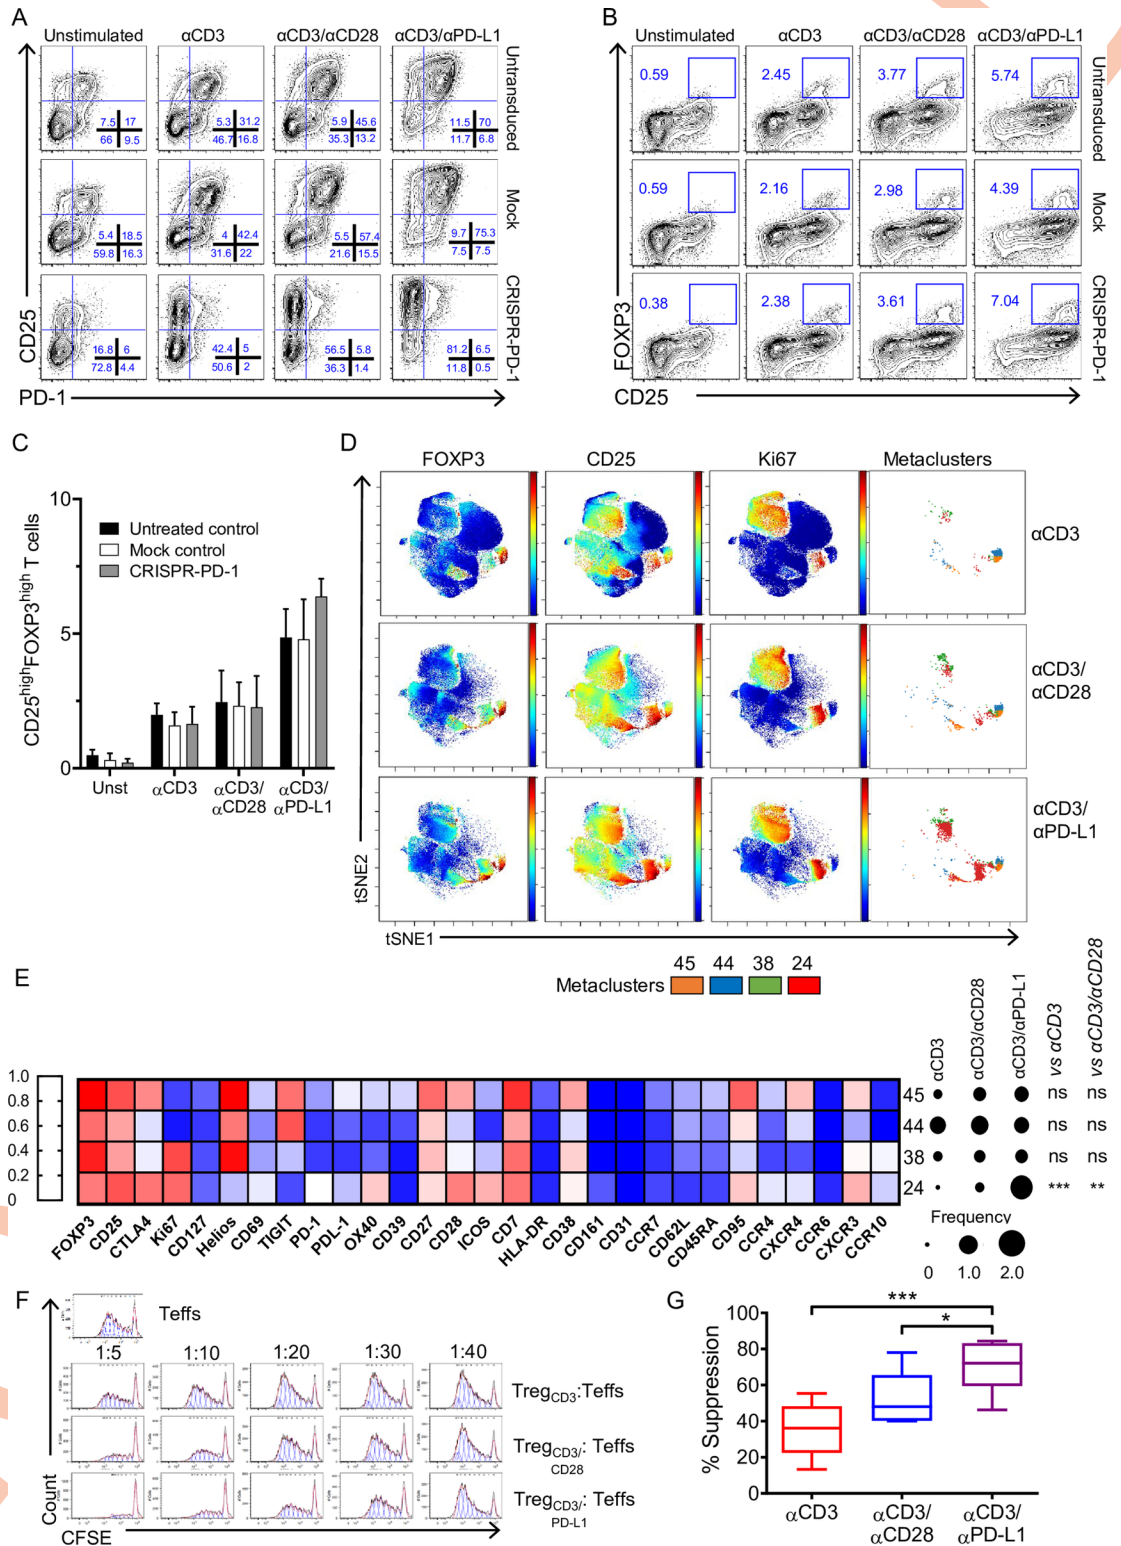 A
Unstimulated αCD3 αCD3/αCD28 αCD3/αPD-L1
7.5 17 5.3 31.2 5.9 45.6 11.5 70
66 9.5 46.7 16.8 35.3 13.2 11.7 6.8
Untransduced
5.4 18.5 4 42.4 5.5 57.4 9.7 75.3
59.8 16.3 31.6 22 21.6 15.5 7.5 7.5
Mock
16.8 6 42.4 5 56.5 5.8 81.2 6.5
72.8 4.4 50.6 2 36.3 1.4 11.8 0.5
CRISPR-PD-1
CD25
PD-1
B
Unstimulated αCD3 αCD3/αCD28 αCD3/αPD-L1
0.59 2.45 3.77 5.74
Untransduced
0.59 2.16 2.98 4.39
Mock
0.38 2.38 3.61 7.04
CRISPR-PD-1
FOXP3
CD25
C
CD25highFOXP3high T cells
10
5
0
Untreated control
Mock control
CRISPR-PD-1
Unst αCD3 αCD3/ αCD3/
αCD28 αPD-L1
D
FOXP3 CD25 Ki67 Metaclusters
αCD3
αCD3/
αCD28
αCD3/
αPD-L1
tSNE2
tSNE1
45 44 38 24
Metaclusters
E
αCD3 αCD3/αCD28 αCD3/αPD-L1 vs αCD3 vs αCD3/αCD28
1.0
0.8
0.6
0.4
0.2
0
45 ns ns
44 ns ns
38 ns ns
24 *** **
FOXP3 CD25 CTLA4 Ki67 CD127 Helios CD69 TIGIT PD-1 PDL-1 OX40 CD39 CD27 CD28 ICOS CD7 HLA-DR CD38 CD161 CD31 CCR7 CD62L CD45RA CD95 CCR4 CXCR4 CCR6 CXCR3 CCR10
Frequency
0 1.0 2.0
F
Teffs
1:5 1:10 1:20 1:30 1:40
TregCD3:Teffs
TregCD3/: Teffs
CD28
TregCD3/: Teffs
PD-L1
Count
CFSE
G
% Suppression
100
80
60
40
20
0
***
*
αCD3 αCD3/ αCD3/
αCD28 αPD-L1